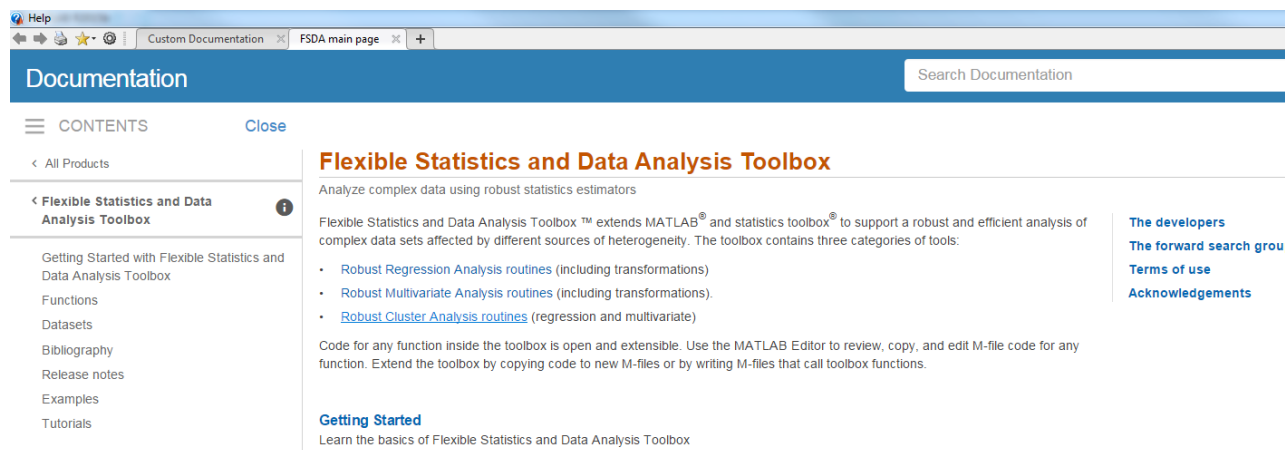 Help
Custom Documentation
FSDA main page
Documentation
Search Documentation
CONTENTS
Close
< All Products
< Flexible Statistics and Data
Analysis Toolbox
Getting Started with Flexible Statistics and
Data Analysis Toolbox
Functions
Datasets
Bibliography
Release notes
Examples
Tutorials
Flexible Statistics and Data Analysis Toolbox
Analyze complex data using robust statistics estimators
Flexible Statistics and Data Analysis Toolbox ™ extends MATLAB® and statistics toolbox® to support a robust and efficient analysis of
complex data sets affected by different sources of heterogeneity. The toolbox contains three categories of tools:
• Robust Regression Analysis routines (including transformations)
• Robust Multivariate Analysis routines (including transformations).
• Robust Cluster Analysis routines (regression and multivariate)
Code for any function inside the toolbox is open and extensible. Use the MATLAB Editor to review, copy, and edit M-file code for any
function. Extend the toolbox by copying code to new M-files or by writing M-files that call toolbox functions.
Getting Started
Learn the basics of Flexible Statistics and Data Analysis Toolbox
The developers
The forward search grou
Terms of use
Acknowledgements